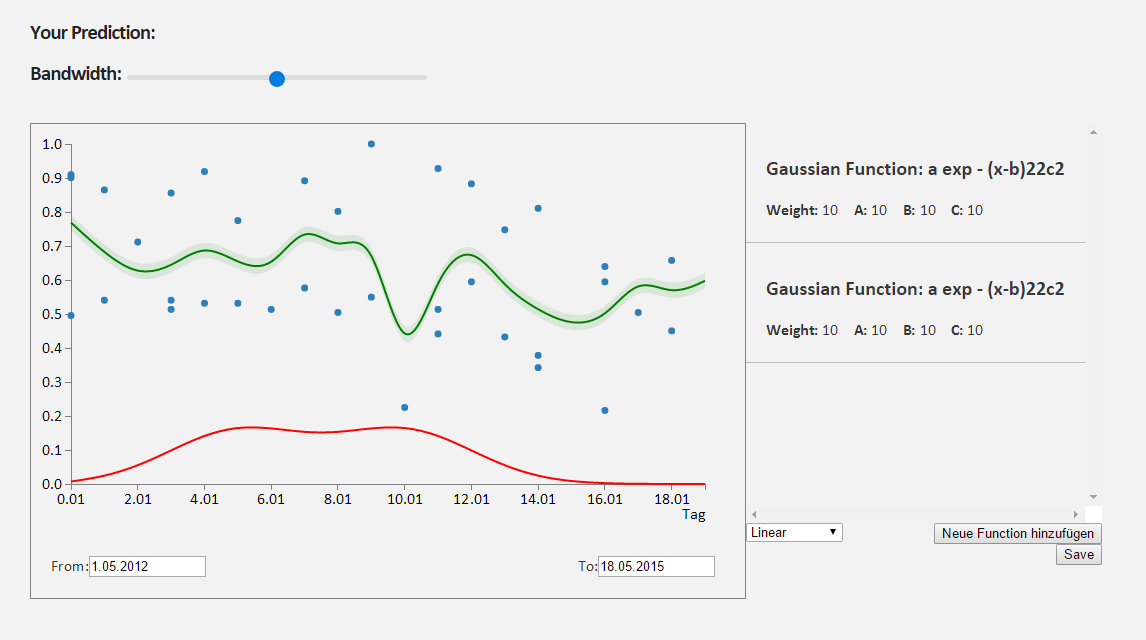 Your Prediction:
Bandwidth:
1.0
0.9
0.8
0.7
0.6
0.5
0.4
0.3
0.2
0.1
0.0
0.01 2.01 4.01 6.01 8.01 10.01 12.01 14.01 16.01 18.01
Tag
From: 1.05.2012 To: 18.05.2015
Gaussian Function: a exp - (x-b)22c2
Weight: 10 A: 10 B: 10 C: 10
Gaussian Function: a exp - (x-b)22c2
Weight: 10 A: 10 B: 10 C: 10
Linear Neue Function hinzufügen
Save